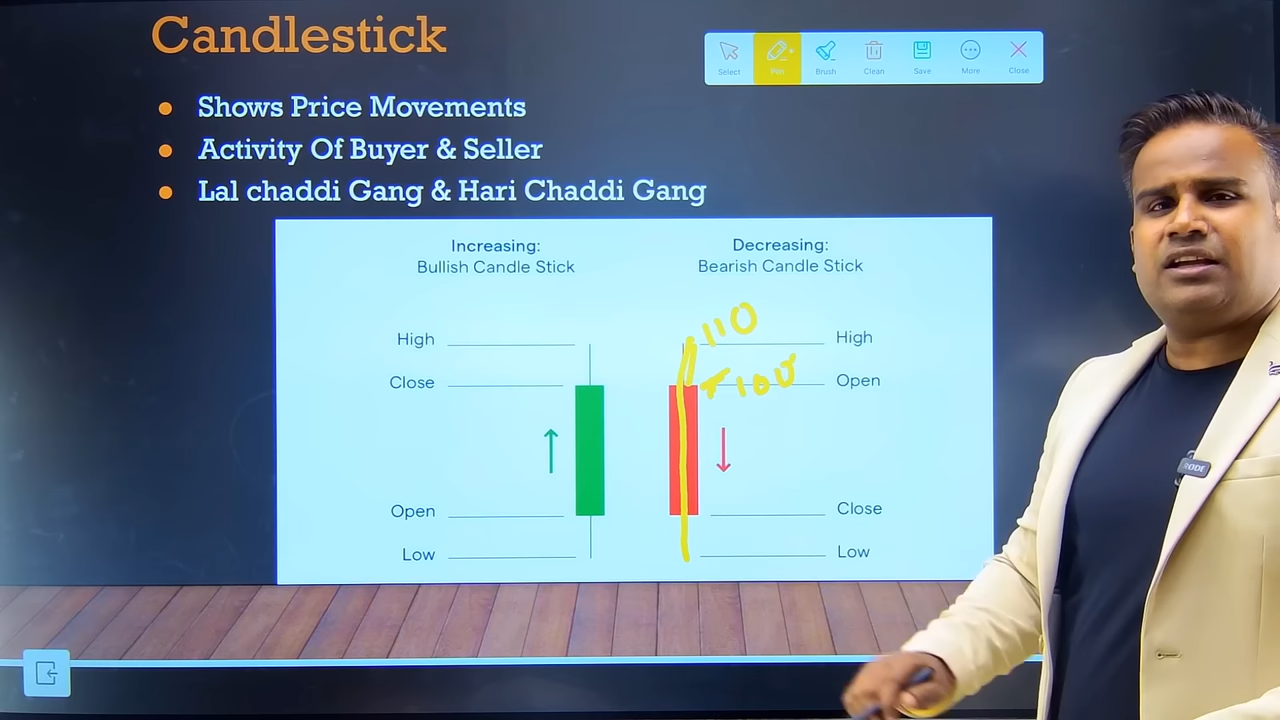 Candlestick
Select
Pen
Brush
Clean
Save
More
Close
Shows Price Movements
Activity Of Buyer & Seller
Lal chaddi Gang & Hari Chaddi Gang
Increasing:
Bullish Candle Stick
Decreasing:
Bearish Candle Stick
High
Close
Open
Low
110
100
High
Open
Close
Low
RODE